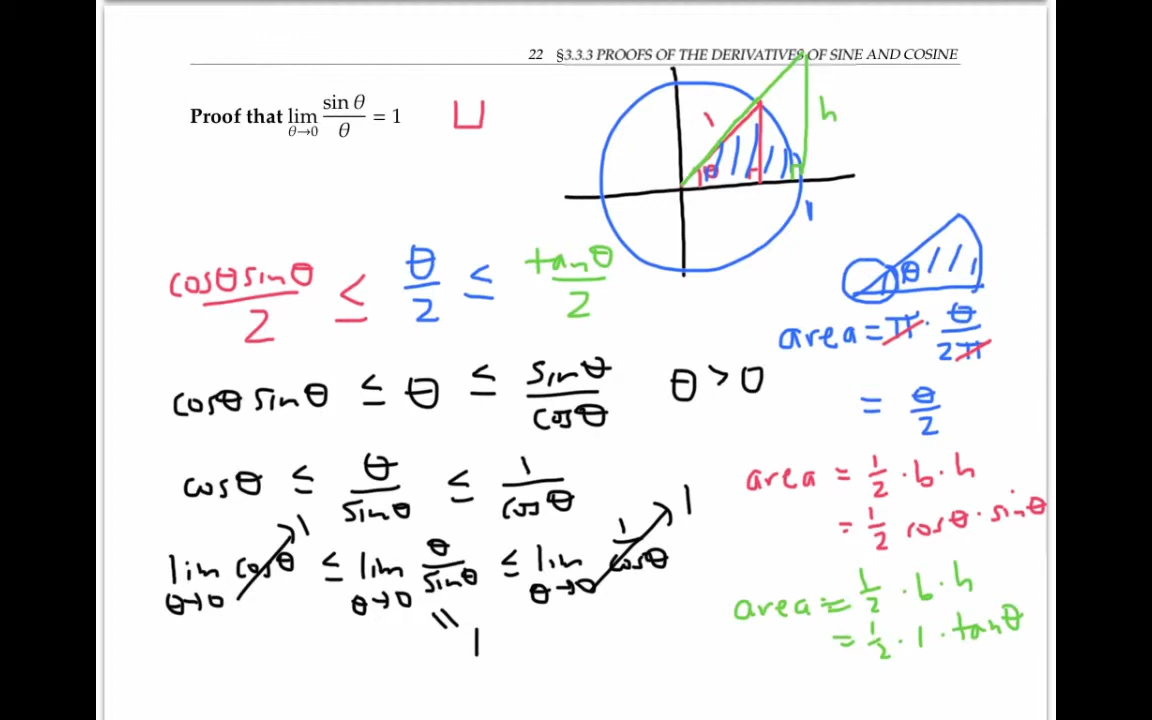 22 §3.3.3 PROOFS OF THE DERIVATIVES OF SINE AND COSINE
Proof that lim θ→0 sin θ / θ = 1
1
h
θ
1
cosθ sinθ / 2 ≤ θ / 2 ≤ tanθ / 2
θ
area = π · θ / 2π
cosθ sinθ ≤ θ ≤ sinθ / cosθ θ > 0
= θ / 2
cosθ ≤ θ / sinθ ≤ 1 / cosθ
area = 1/2 · b · h
= 1/2 cosθ · sinθ
lim θ→0 cosθ 1 ≤ lim θ→0 θ / sinθ ≤ lim θ→0 1 / cosθ 1
= 1
area = 1/2 · b · h
= 1/2 · 1 · tanθ